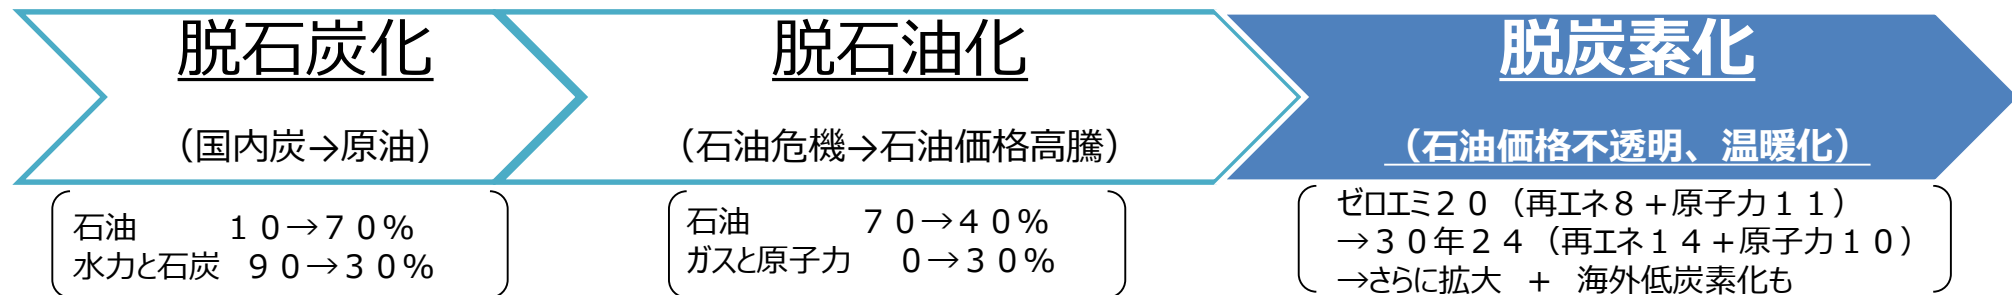 脱石炭化
（国内炭→原油）
石油　　　１０→７０％
水力と石炭　９０→３０％
脱石油化
（石油危機→石油価格高騰）
石油　　　　７０→４０％
ガスと原子力　　０→３０％
脱炭素化
（石油価格不透明、温暖化）
ゼロエミ２０（再エネ８＋原子力１１）
→３０年２４（再エネ１４＋原子力１０）
→さらに拡大　＋　海外低炭素化も